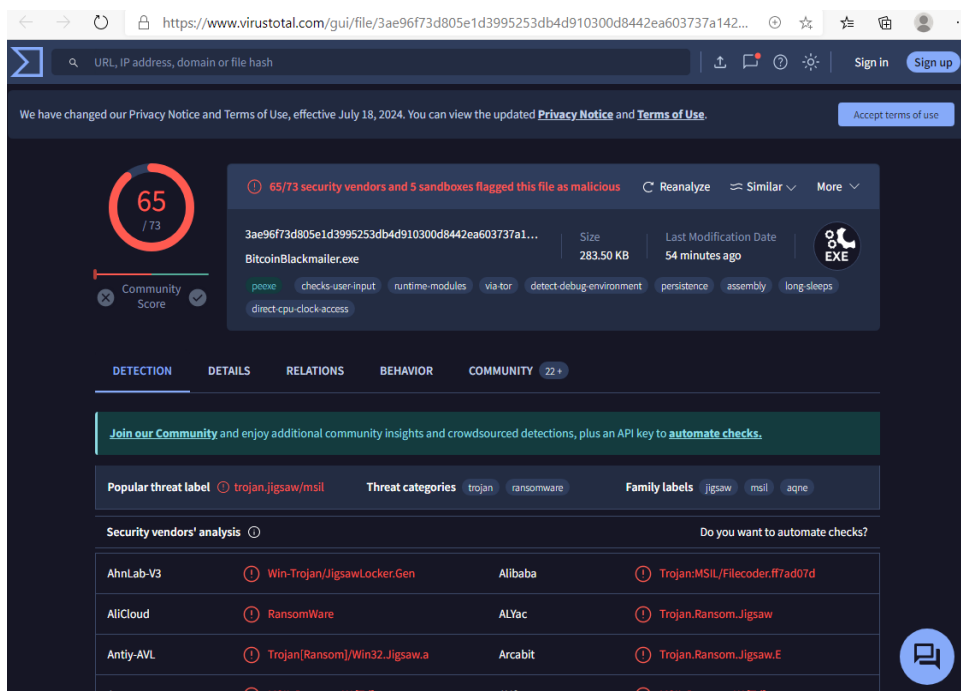 https://www.virustotal.com/gui/file/3ae96f73d805e1d3995253db4d910300d8442ea603737a142...
URL, IP address, domain or file hash
Sign in
Sign up
We have changed our Privacy Notice and Terms of Use, effective July 18, 2024. You can view the updated Privacy Notice and Terms of Use.
Accept terms of use
65
/ 73
Community
Score
65/73 security vendors and 5 sandboxes flagged this file as malicious
Reanalyze
Similar
More
3ae96f73d805e1d3995253db4d910300d8442ea603737a1...
BitcoinBlackmailer.exe
Size
283.50 KB
Last Modification Date
54 minutes ago
EXE
peexe checks-user-input runtime-modules via-tor detect-debug-environment persistence assembly long-sleeps
direct-cpu-clock-access
DETECTION DETAILS RELATIONS BEHAVIOR COMMUNITY 22+
Join our Community and enjoy additional community insights and crowdsourced detections, plus an API key to automate checks.
Popular threat label trojan.jigsaw/msil Threat categories trojan ransomware Family labels jigsaw msil aqne
Security vendors' analysis Do you want to automate checks?
AhnLab-V3 Win-Trojan/JigsawLocker.Gen Alibaba Trojan:MSIL/Filecoder.ff7ad07d
AliCloud RansomWare ALYac Trojan.Ransom.Jigsaw
Antiy-AVL Trojan[Ransom]/Win32.Jigsaw.a Arcabit Trojan.Ransom.Jigsaw.E